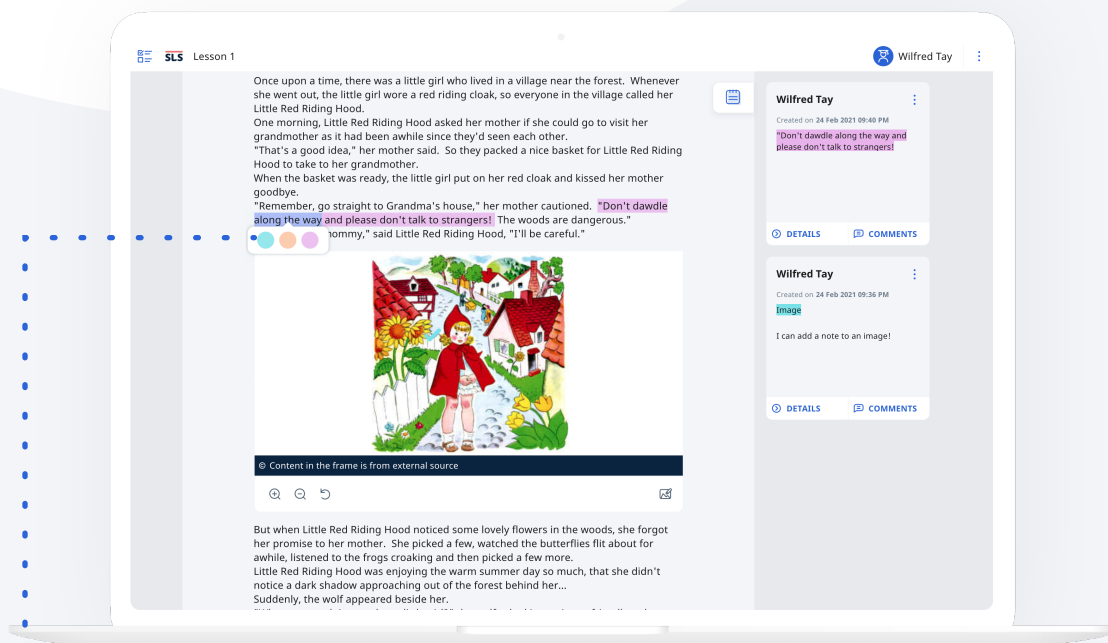 SLS Lesson 1
Wilfred Tay
Once upon a time, there was a little girl who lived in a village near the forest.  Whenever
she went out, the little girl wore a red riding cloak, so everyone in the village called her
Little Red Riding Hood.
One morning, Little Red Riding Hood asked her mother if she could go to visit her
grandmother as it had been awhile since they'd seen each other.
"That's a good idea," her mother said.  So they packed a nice basket for Little Red Riding
Hood to take to her grandmother.
When the basket was ready, the little girl put on her red cloak and kissed her mother
goodbye.
"Remember, go straight to Grandma's house," her mother cautioned.  "Don't dawdle
along the way and please don't talk to strangers!  The woods are dangerous."
ommy," said Little Red Riding Hood, "I'll be careful."
© Content in the frame is from external source
But when Little Red Riding Hood noticed some lovely flowers in the woods, she forgot
her promise to her mother.  She picked a few, watched the butterflies flit about for
awhile, listened to the frogs croaking and then picked a few more.
Little Red Riding Hood was enjoying the warm summer day so much, that she didn't
notice a dark shadow approaching out of the forest behind her...
Suddenly, the wolf appeared beside her.
Wilfred Tay
Created on 24 Feb 2021 09:40 PM
"Don't dawdle along the way and
please don't talk to strangers!
DETAILS COMMENTS
Wilfred Tay
Created on 24 Feb 2021 09:36 PM
Image
I can add a note to an image!
DETAILS COMMENTS